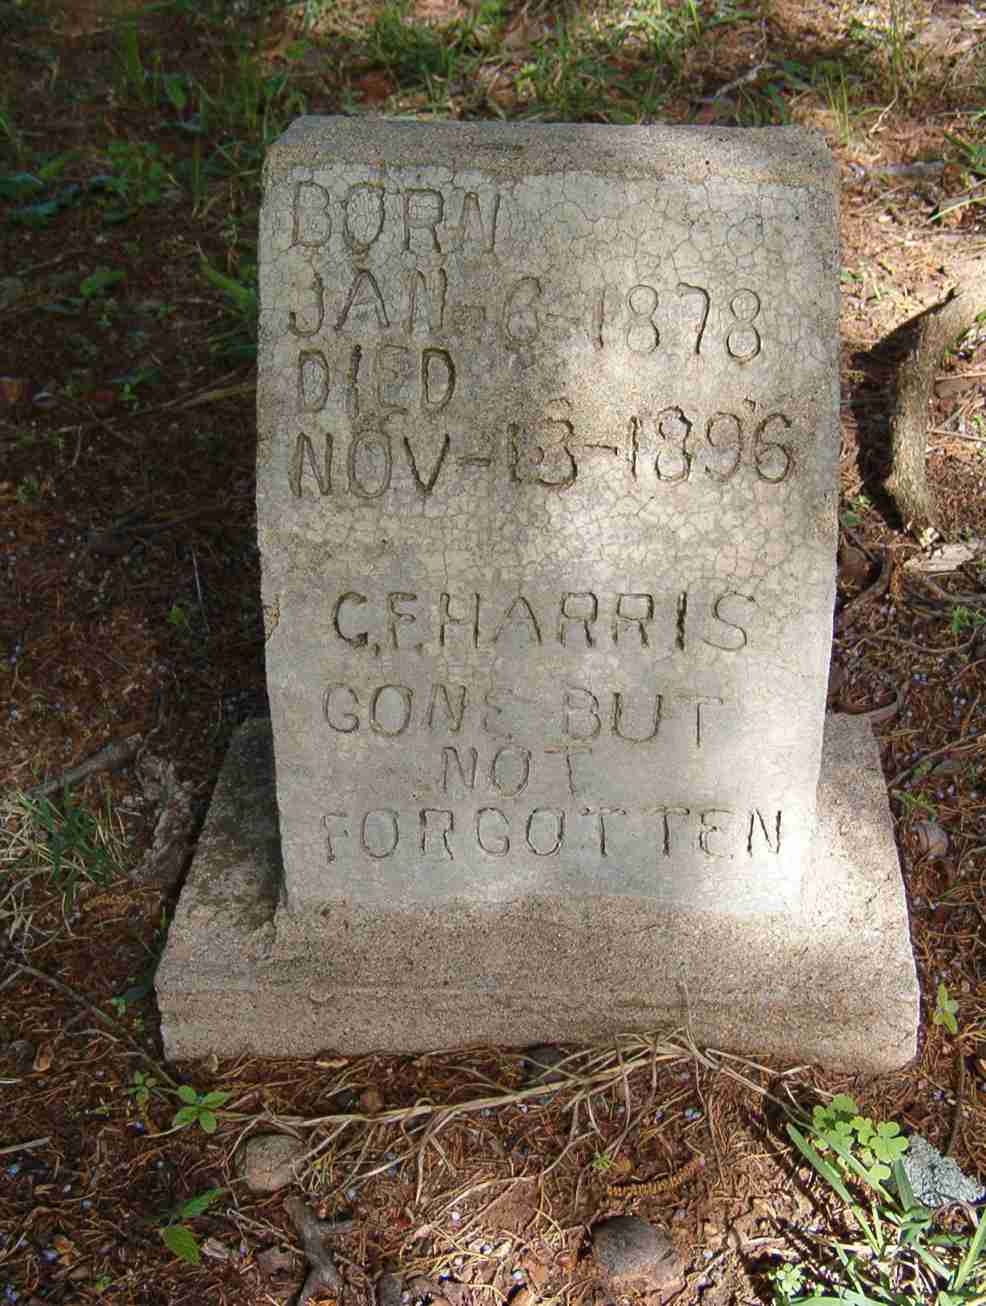 BORN
JAN-6-1878
DIED
NOV-13-1896
C.F.HARRIS
GONE BUT
NOT
FORGOTTEN